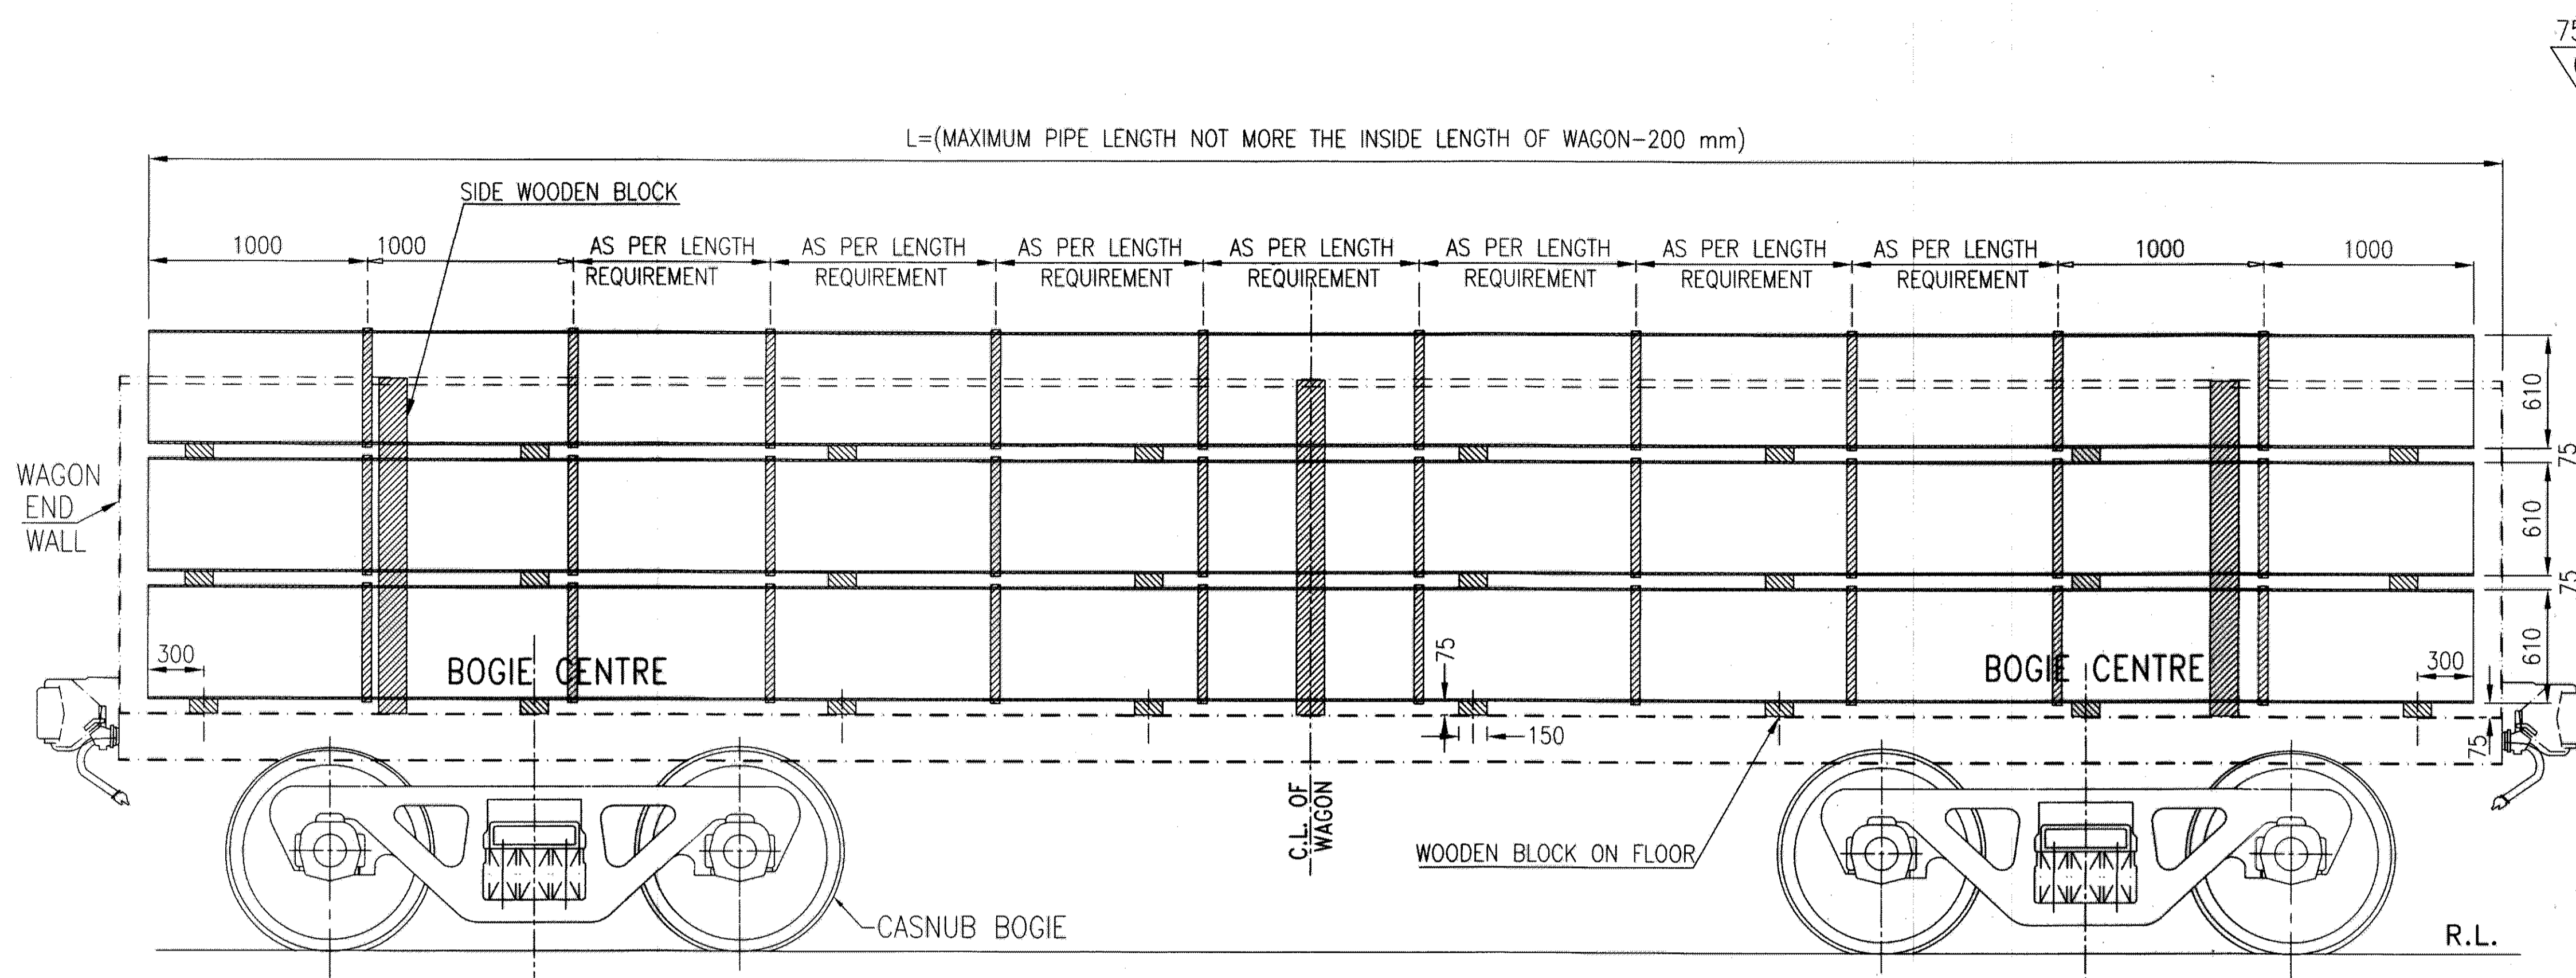 75
L=(MAXIMUM PIPE LENGTH NOT MORE THE INSIDE LENGTH OF WAGON-200 mm)
SIDE WOODEN BLOCK
1000
1000
AS PER LENGTH
REQUIREMENT
AS PER LENGTH
REQUIREMENT
AS PER LENGTH
REQUIREMENT
AS PER LENGTH
REQUIREMENT
AS PER LENGTH
REQUIREMENT
AS PER LENGTH
REQUIREMENT
AS PER LENGTH
REQUIREMENT
1000
1000
610
75
WAGON
END
WALL
610
75
300
BOGIE CENTRE
75
BOGIE CENTRE
300
610
150
75
C.L. OF
WAGON
WOODEN BLOCK ON FLOOR
CASNUB BOGIE
R.L.